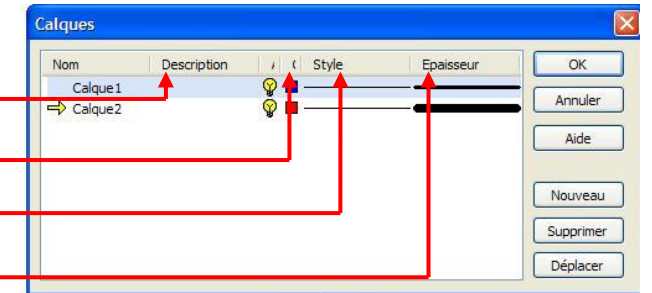 Calques
Nom Description / ( Style Epaisseur
Calque1
Calque2
OK
Annuler
Aide
Nouveau
Supprimer
Déplacer